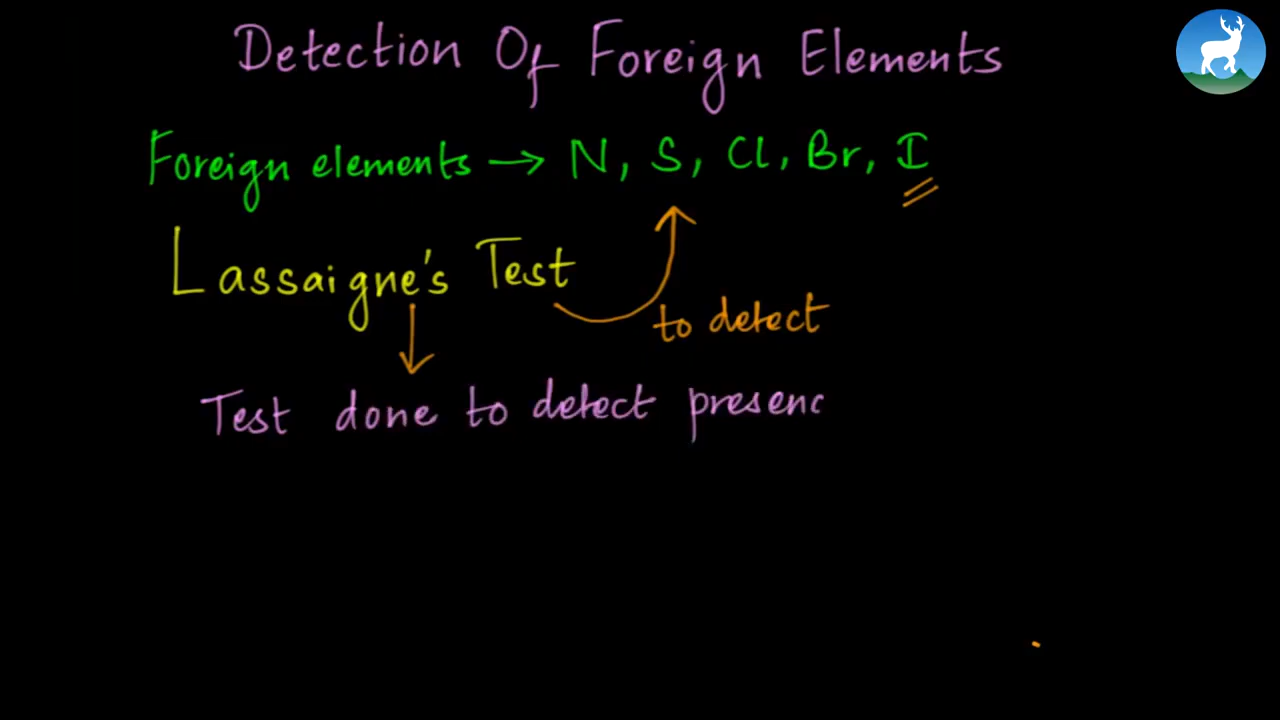 Detection Of Foreign Elements
Foreign elements → N, S, Cl, Br, I
Lassaigne's Test
to detect
Test done to detect presenc